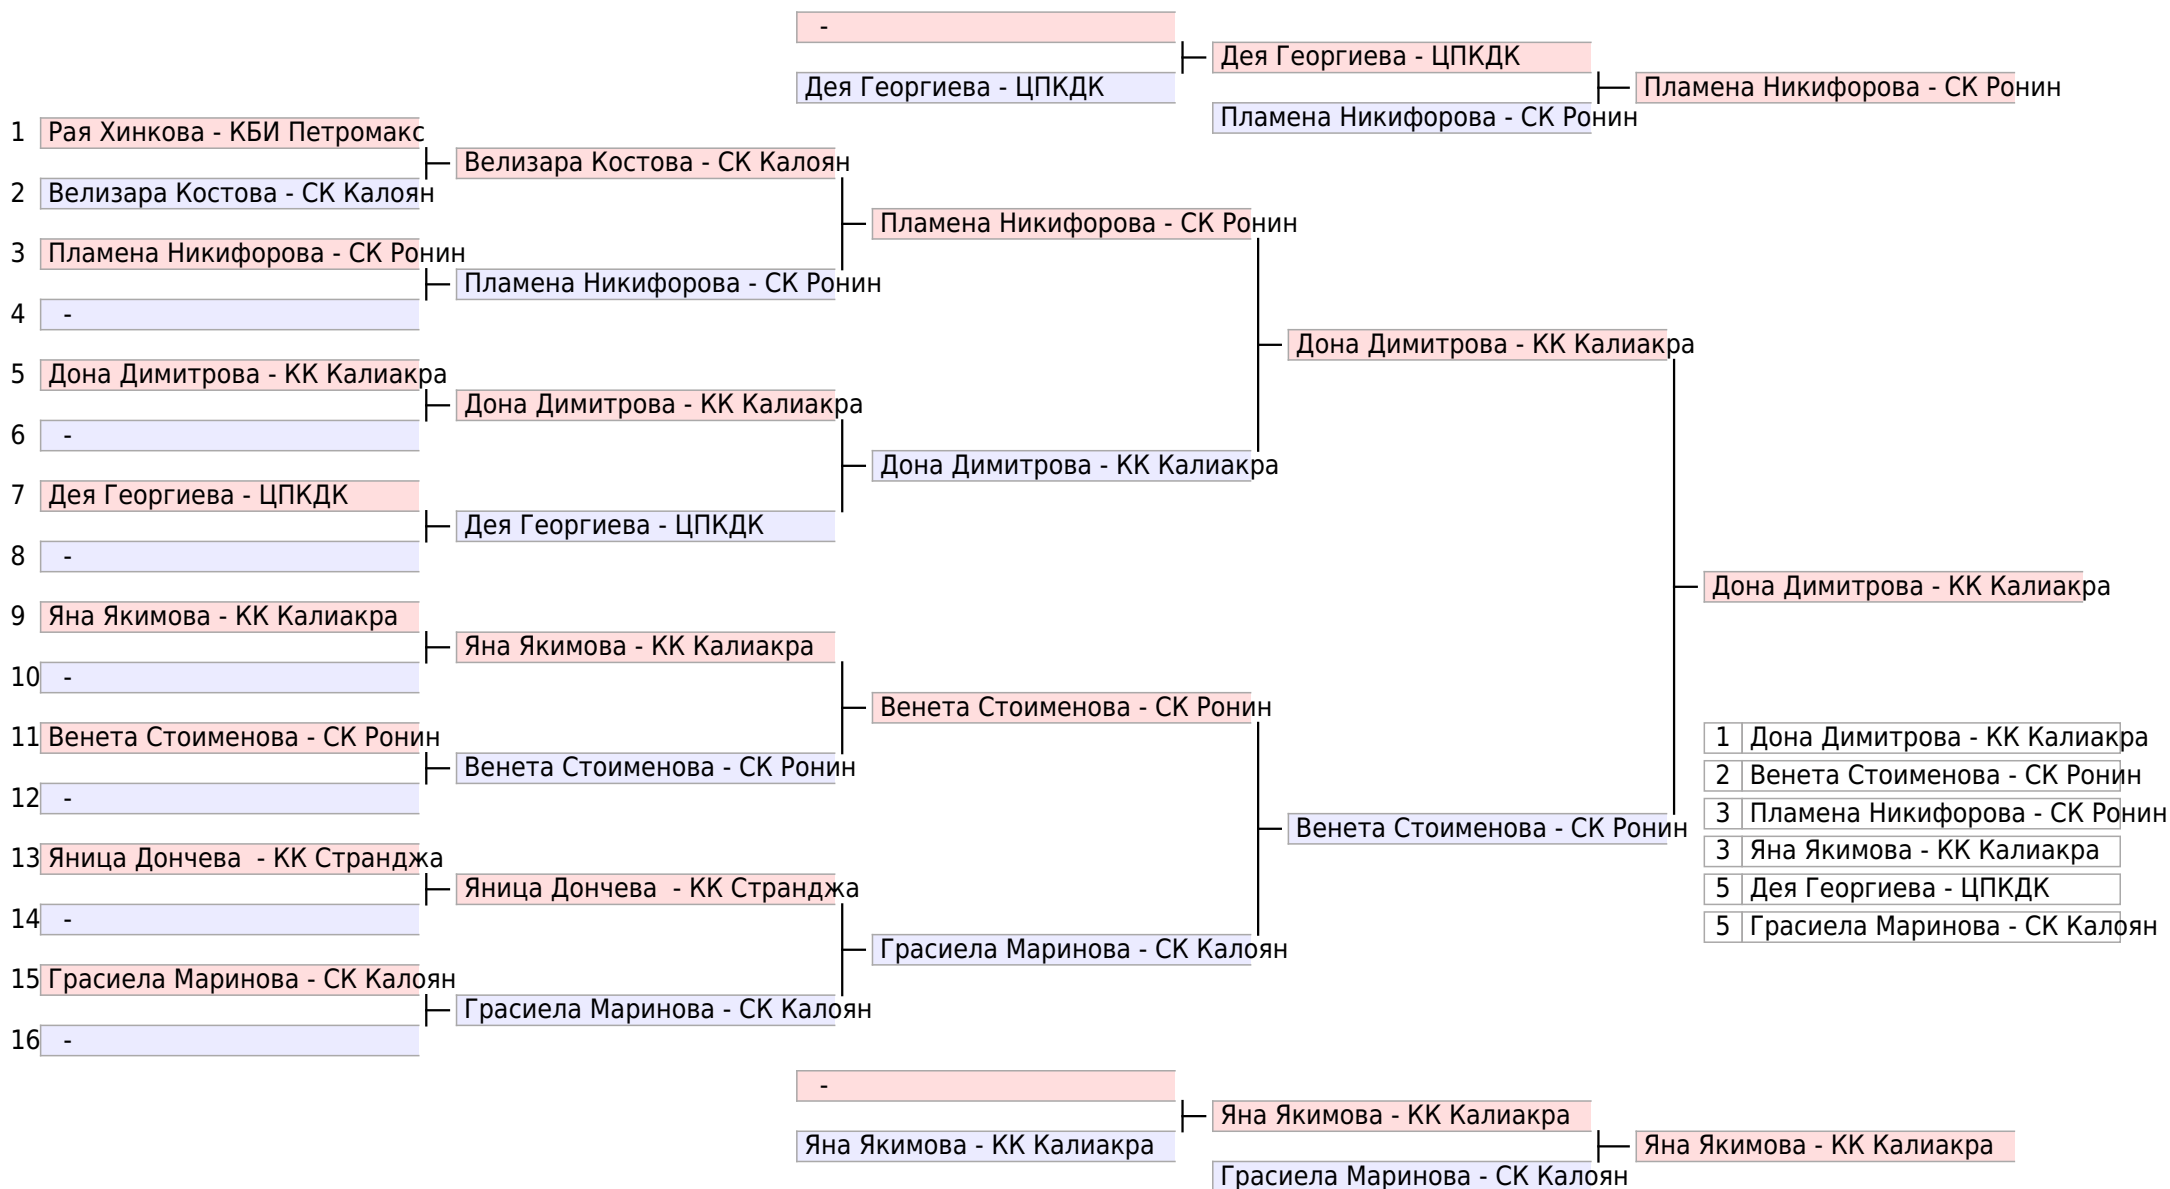 -
Дея Георгиева - ЦПКДК
Дея Георгиева - ЦПКДК
Пламена Никифорова - СК Ронин
Пламена Никифорова - СК Ронин
1 Рая Хинкова - КБИ Петромакс
Велизара Костова - СК Калоян
2 Велизара Костова - СК Калоян
Пламена Никифорова - СК Ронин
3 Пламена Никифорова - СК Ронин
Пламена Никифорова - СК Ронин
4 -
Дона Димитрова - КК Калиакра
5 Дона Димитрова - КК Калиакра
Дона Димитрова - КК Калиакра
6 -
Дона Димитрова - КК Калиакра
7 Дея Георгиева - ЦПКДК
Дея Георгиева - ЦПКДК
8 -
Дона Димитрова - КК Калиакра
9 Яна Якимова - КК Калиакра
Яна Якимова - КК Калиакра
10 -
Венета Стоименова - СК Ронин
11 Венета Стоименова - СК Ронин
Венета Стоименова - СК Ронин
12 -
Венета Стоименова - СК Ронин
13 Яница Дончева  - КК Странджа
Яница Дончева  - КК Странджа
14 -
Грасиела Маринова - СК Калоян
15 Грасиела Маринова - СК Калоян
Грасиела Маринова - СК Калоян
16 -
1 Дона Димитрова - КК Калиакра
2 Венета Стоименова - СК Ронин
3 Пламена Никифорова - СК Ронин
3 Яна Якимова - КК Калиакра
5 Дея Георгиева - ЦПКДК
5 Грасиела Маринова - СК Калоян
-
Яна Якимова - КК Калиакра
Яна Якимова - КК Калиакра
Яна Якимова - КК Калиакра
Грасиела Маринова - СК Калоян